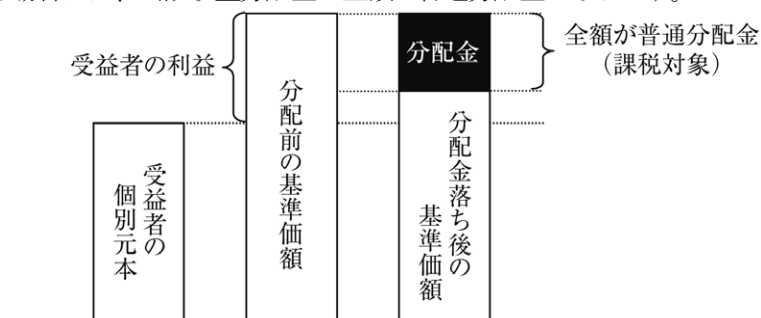 受益者の利益
分配金
全額が普通分配金
（課税対象）
受益者の
個別元本
分配前の基準価額
分配金落ち後の
基準価額